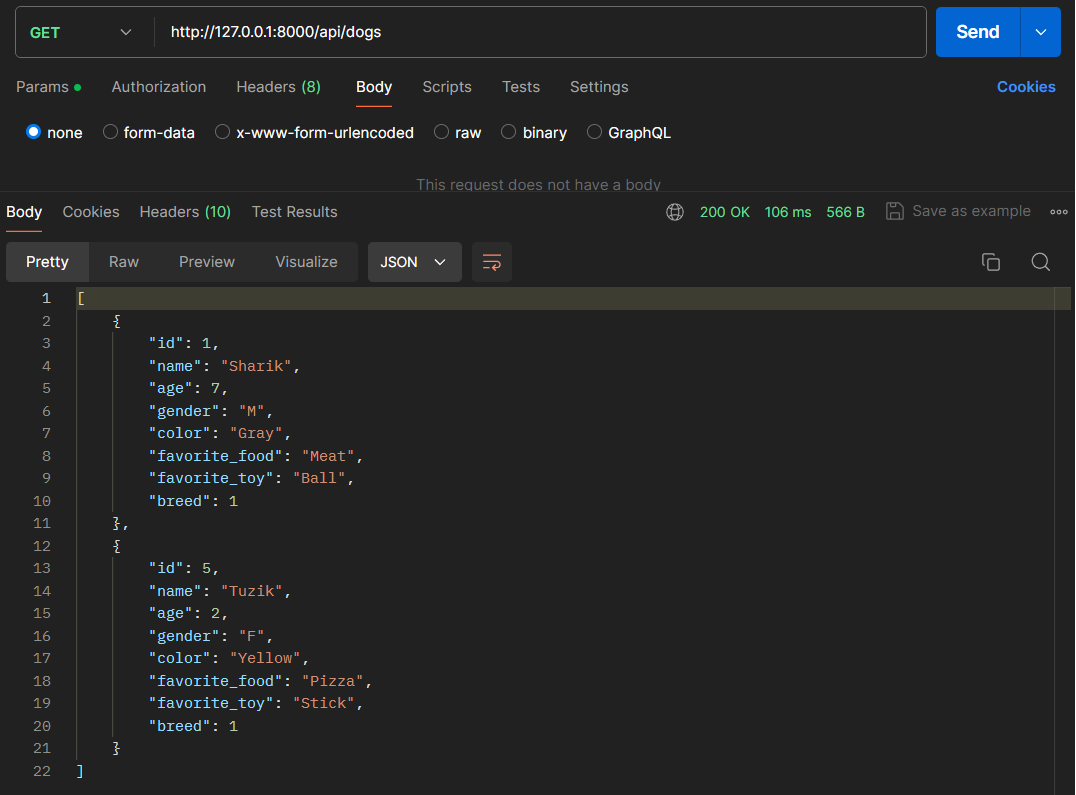 GET http://127.0.0.1:8000/api/dogs Send
Params Authorization Headers (8) Body Scripts Tests Settings Cookies
none form-data x-www-form-urlencoded raw binary GraphQL
This request does not have a body
Body Cookies Headers (10) Test Results 200 OK 106 ms 566 B Save as example
Pretty Raw Preview Visualize JSON
1 [
2 {
3 "id": 1,
4 "name": "Sharik",
5 "age": 7,
6 "gender": "M",
7 "color": "Gray",
8 "favorite_food": "Meat",
9 "favorite_toy": "Ball",
10 "breed": 1
11 },
12 {
13 "id": 5,
14 "name": "Tuzik",
15 "age": 2,
16 "gender": "F",
17 "color": "Yellow",
18 "favorite_food": "Pizza",
19 "favorite_toy": "Stick",
20 "breed": 1
21 }
22 ]